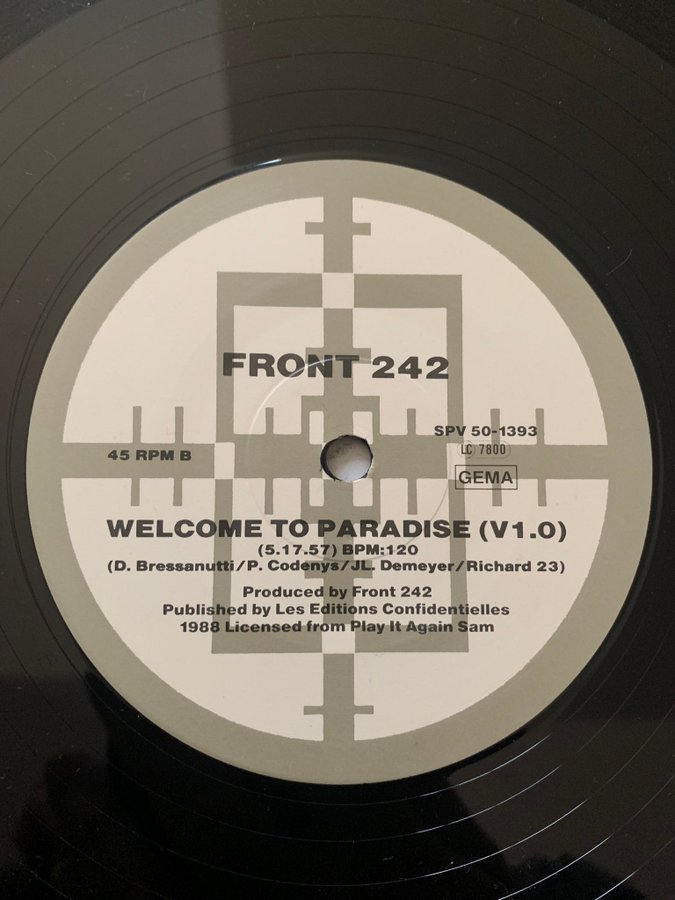 FRONT 242
SPV 50-1393
LC 7800
GEMA
45 RPM B
WELCOME TO PARADISE (V1.0)
(5.17.57) BPM:120
(D. Bressanutti/P. Codenys/JL. Demeyer/Richard 23)
Produced by Front 242
Published by Les Editions Confidentielles
1988 Licensed from Play It Again Sam